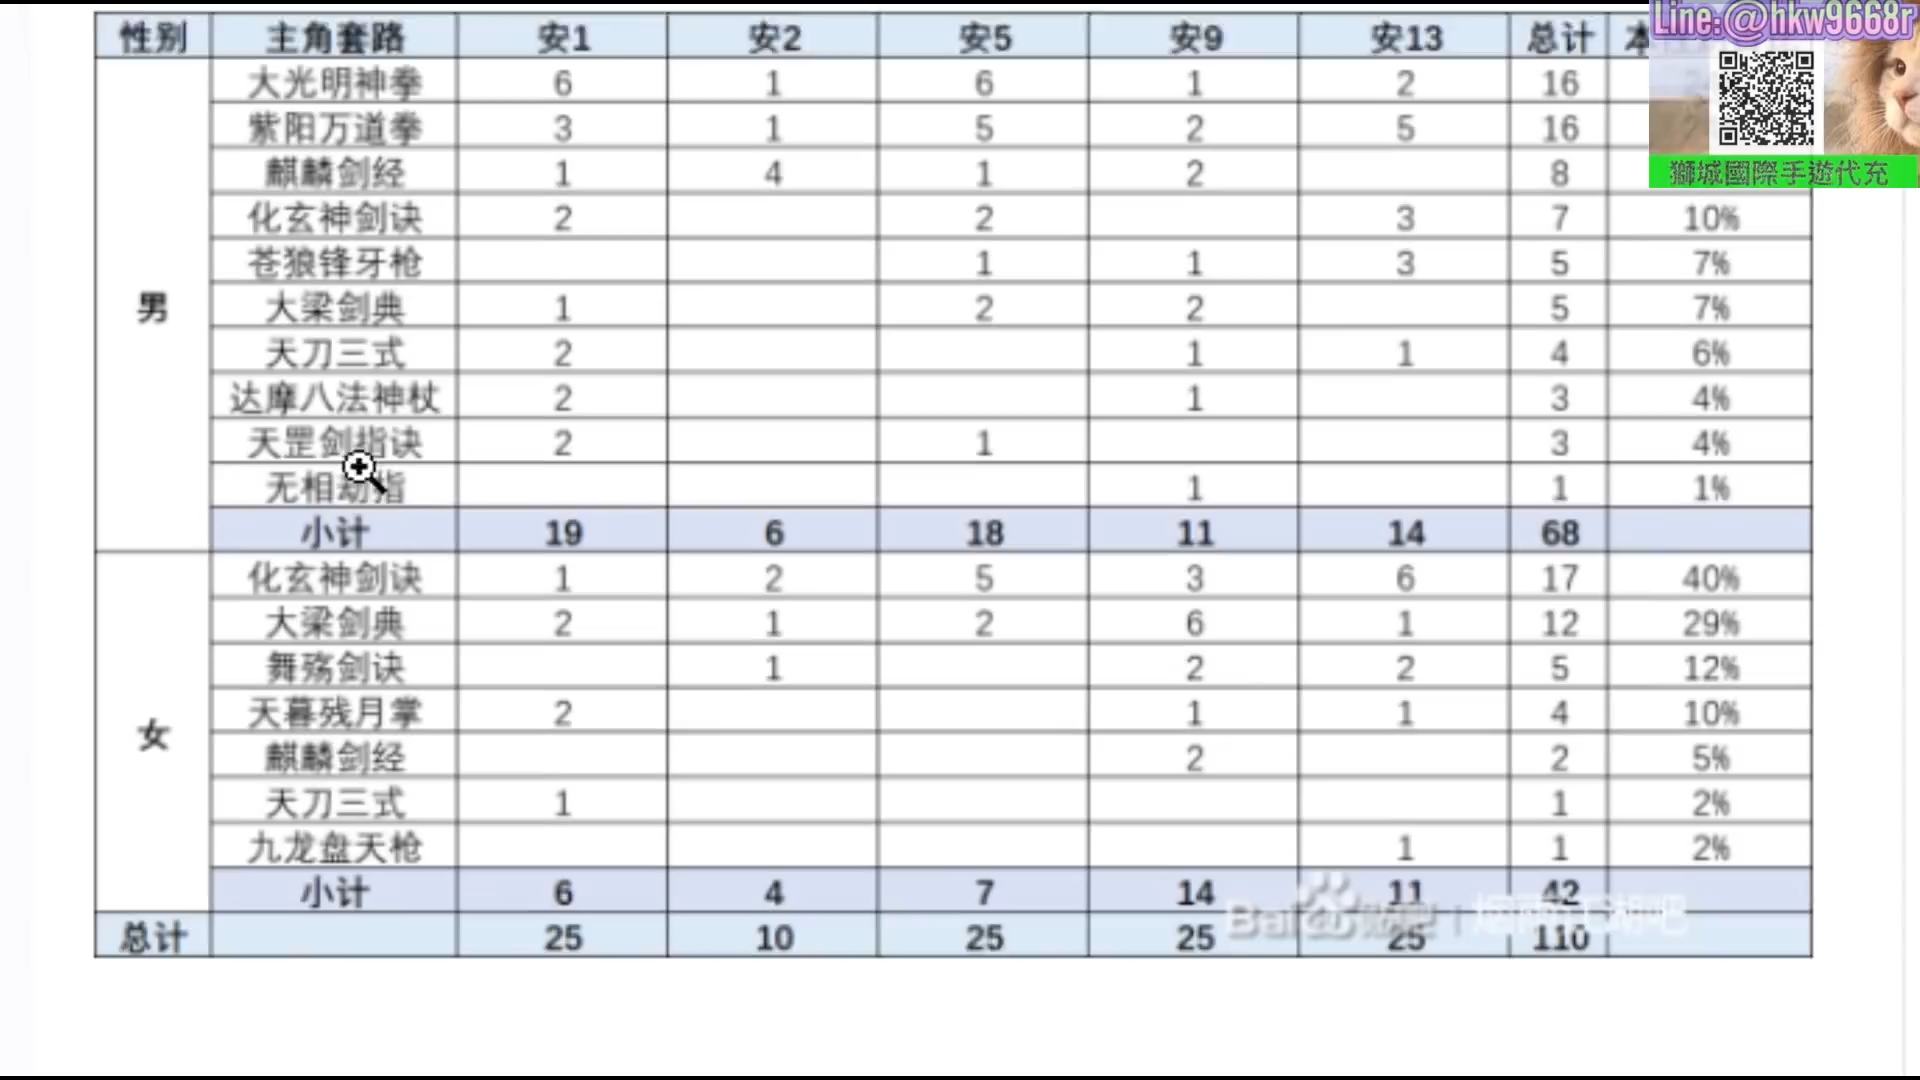 性别 主角套路 安1 安2 安5 安9 安13 总计 本
Line:@hkw9668r
大光明神拳 6 1 6 1 2 16
紫阳万道拳 3 1 5 2 5 16
麒麟剑经 1 4 1 2 8
獅城國際手遊代充
化玄神剑诀 2 2 3 7 10%
苍狼锋牙枪 1 1 3 5 7%
男
大梁剑典 1 2 2 5 7%
天刀三式 2 1 1 4 6%
达摩八法神杖 2 1 3 4%
天罡剑指诀 2 1 3 4%
无相劫指 1 1 1%
小计 19 6 18 11 14 68
化玄神剑诀 1 2 5 3 6 17 40%
大梁剑典 2 1 2 6 1 12 29%
舞殇剑诀 1 2 2 5 12%
天暮残月掌 2 1 1 4 10%
女
麒麟剑经 2 2 5%
天刀三式 1 1 2%
九龙盘天枪 1 1 2%
小计 6 4 7 14 11 42
Bai 贴吧 | 烟雨江湖吧
总计 25 10 25 25 25 110